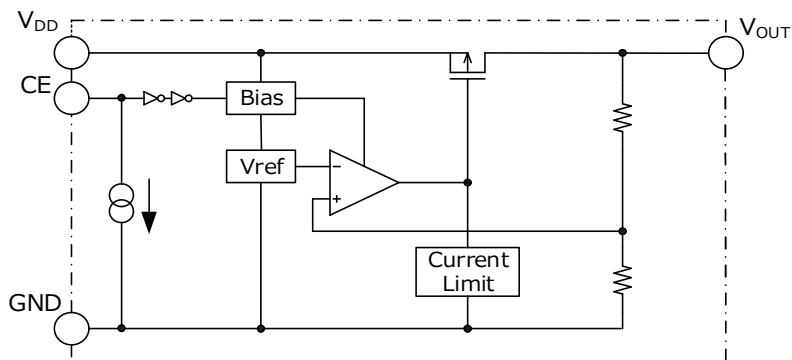 VDD
VOUT
CE
Bias
Vref
−
+
Current
Limit
GND